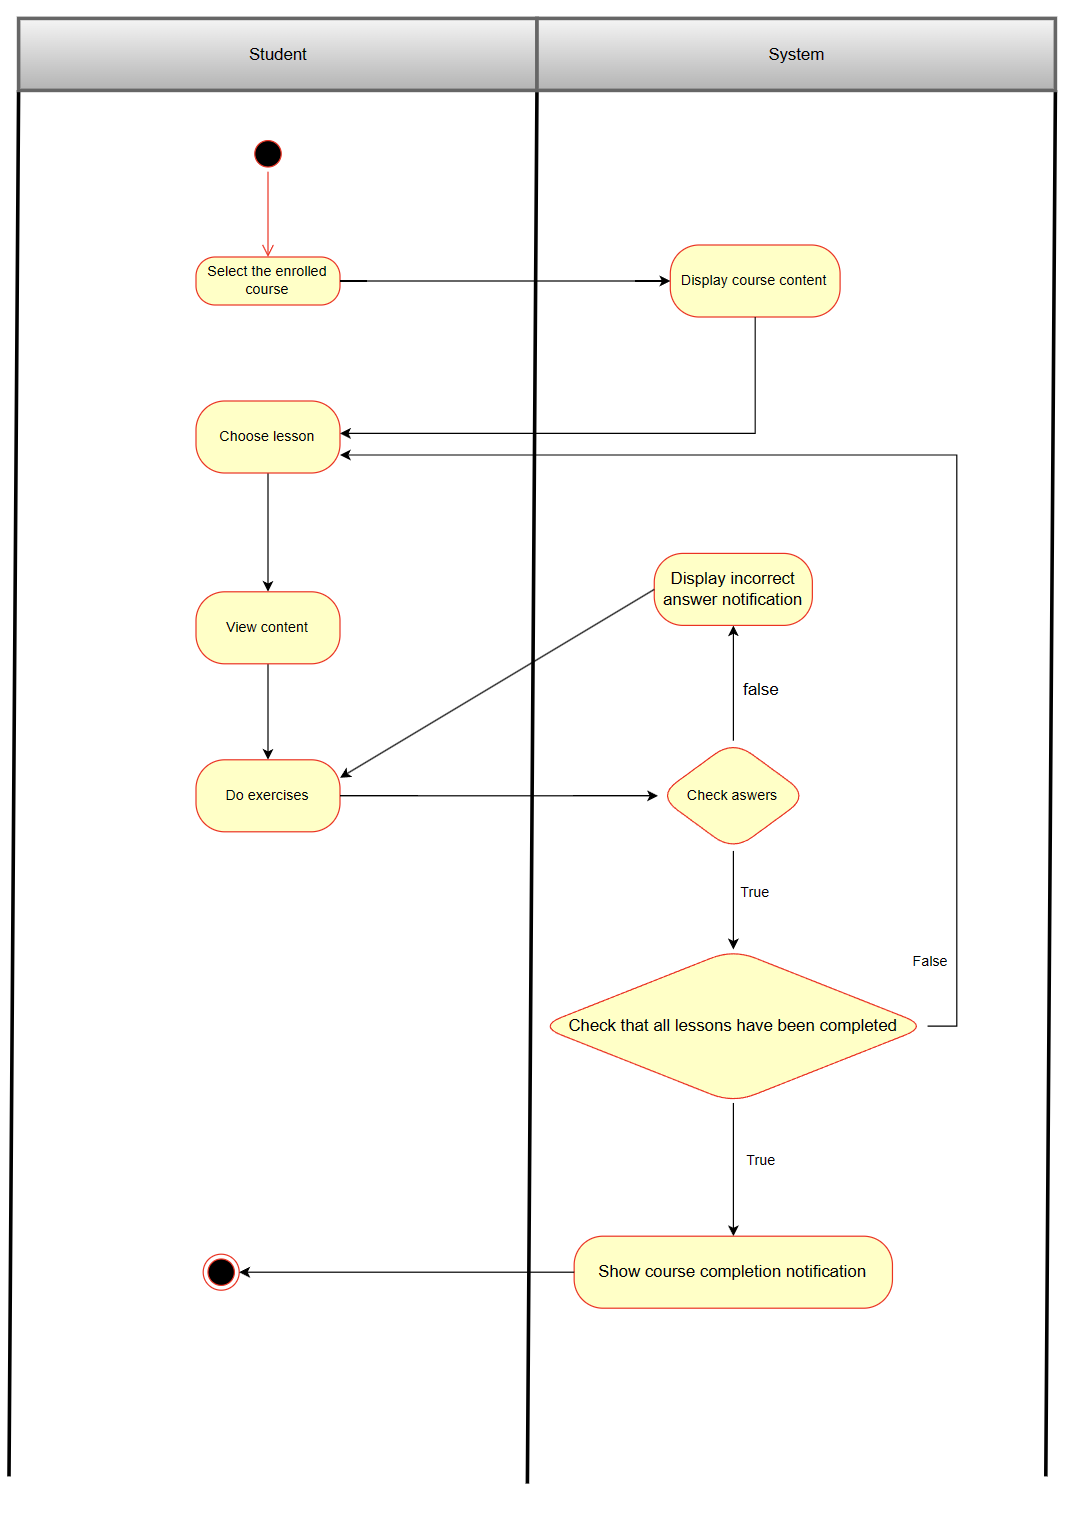 Student
System
Select the enrolled
course
Display course content
Choose lesson
Display incorrect
answer notification
View content
false
Do exercises
Check aswers
True
False
Check that all lessons have been completed
True
Show course completion notification